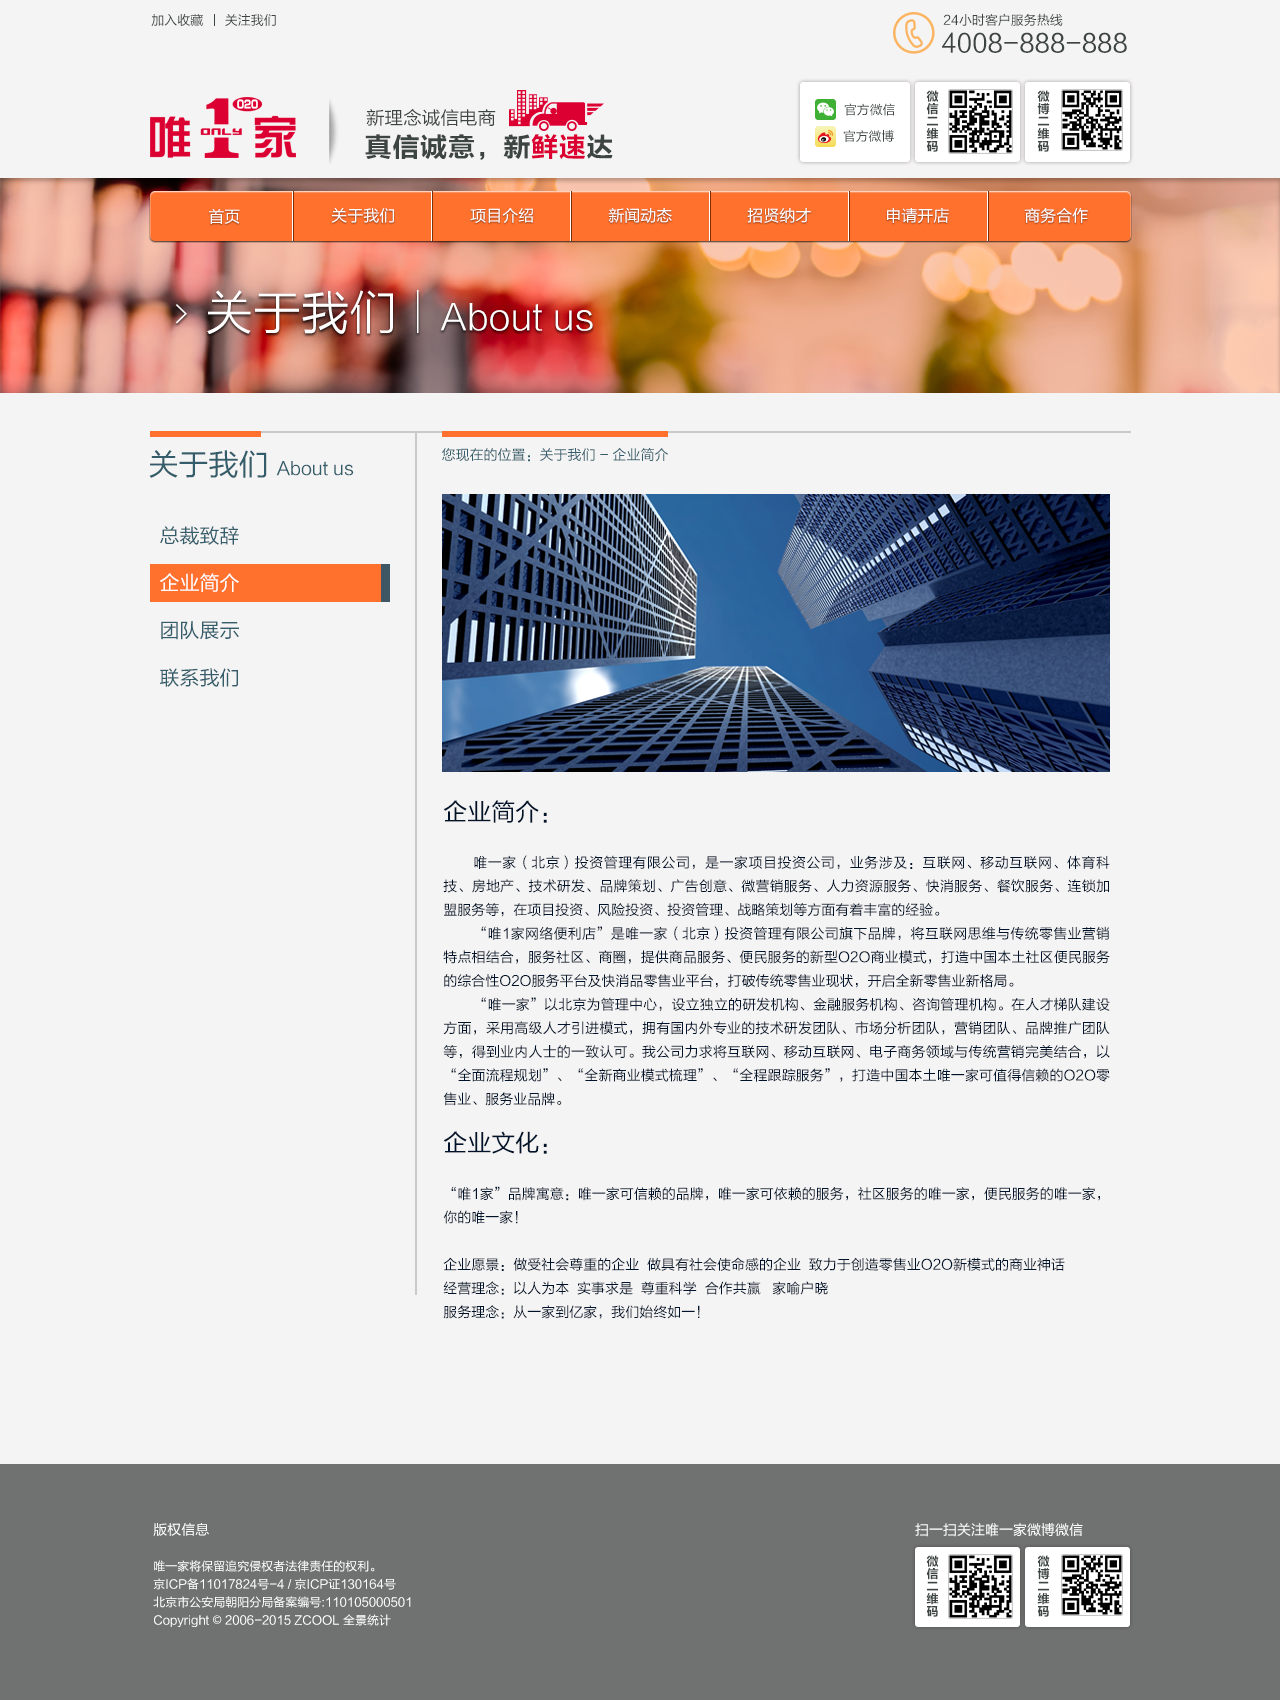 加入收藏 | 关注我们
24小时客户服务热线
4008-888-888
唯1家
O2O
ONLY
新理念诚信电商
真信诚意，新鲜速达
官方微信
官方微博
微信二维码
微博二维码
首页 关于我们 项目介绍 新闻动态 招贤纳才 申请开店 商务合作
关于我们 About us
关于我们 About us
您现在的位置：关于我们 - 企业简介
总裁致辞
企业简介
团队展示
联系我们
企业简介：
唯一家（北京）投资管理有限公司，是一家项目投资公司，业务涉及：互联网、移动互联网、体育科
技、房地产、技术研发、品牌策划、广告创意、微营销服务、人力资源服务、快消服务、餐饮服务、连锁加
盟服务等，在项目投资、风险投资、投资管理、战略策划等方面有着丰富的经验。
“唯1家网络便利店”是唯一家（北京）投资管理有限公司旗下品牌，将互联网思维与传统零售业营销
特点相结合，服务社区、商圈，提供商品服务、便民服务的新型O2O商业模式，打造中国本土社区便民服务
的综合性O2O服务平台及快消品零售业平台，打破传统零售业现状，开启全新零售业新格局。
“唯一家”以北京为管理中心，设立独立的研发机构、金融服务机构、咨询管理机构。在人才梯队建设
方面，采用高级人才引进模式，拥有国内外专业的技术研发团队、市场分析团队，营销团队、品牌推广团队
等，得到业内人士的一致认可。我公司力求将互联网、移动互联网、电子商务领域与传统营销完美结合，以
“全面流程规划”、“全新商业模式梳理”、“全程跟踪服务”，打造中国本土唯一家可值得信赖的O2O零
售业、服务业品牌。
企业文化：
“唯1家”品牌寓意：唯一家可信赖的品牌，唯一家可依赖的服务，社区服务的唯一家，便民服务的唯一家，
你的唯一家！
企业愿景：做受社会尊重的企业 做具有社会使命感的企业 致力于创造零售业O2O新模式的商业神话
经营理念：以人为本 实事求是 尊重科学 合作共赢 家喻户晓
服务理念：从一家到亿家，我们始终如一！
版权信息
唯一家将保留追究侵权者法律责任的权利。
京ICP备11017824号-4 / 京ICP证130164号
北京市公安局朝阳分局备案编号:110105000501
Copyright © 2006-2015 ZCOOL 全景统计
扫一扫关注唯一家微博微信
微信二维码
微博二维码